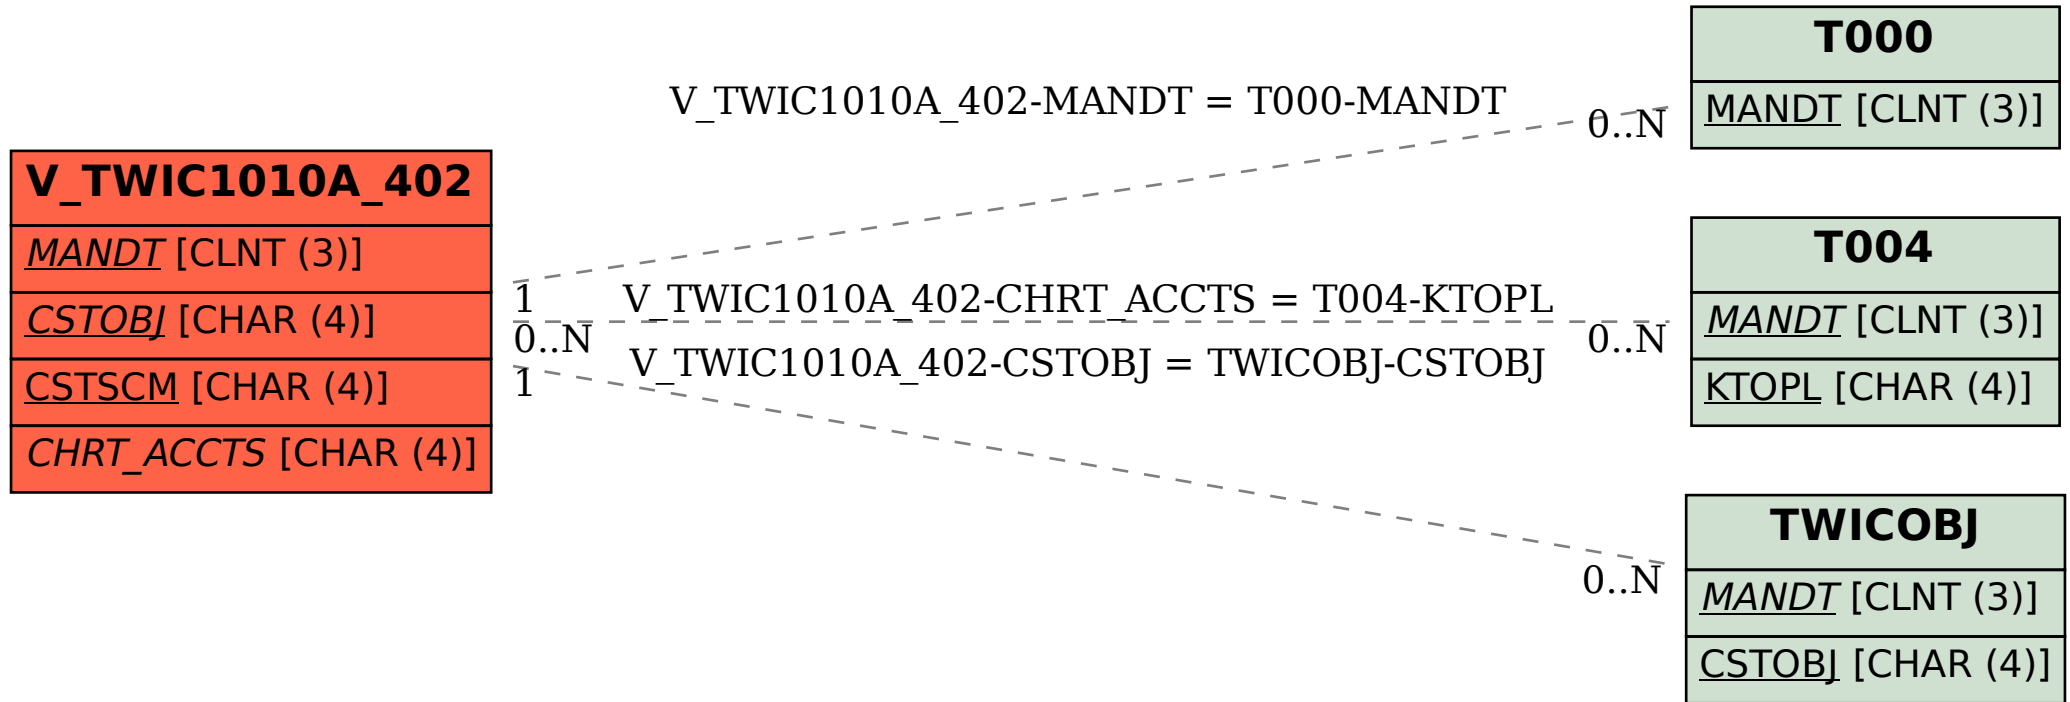 V_TWIC1010A_402
MANDT [CLNT (3)]
CSTOBJ [CHAR (4)]
CSTSCM [CHAR (4)]
CHRT_ACCTS [CHAR (4)]
V_TWIC1010A_402-MANDT = T000-MANDT
0..N
1
V_TWIC1010A_402-CHRT_ACCTS = T004-KTOPL
0..N
0..N
V_TWIC1010A_402-CSTOBJ = TWICOBJ-CSTOBJ
1
0..N
T000
MANDT [CLNT (3)]
T004
MANDT [CLNT (3)]
KTOPL [CHAR (4)]
TWICOBJ
MANDT [CLNT (3)]
CSTOBJ [CHAR (4)]